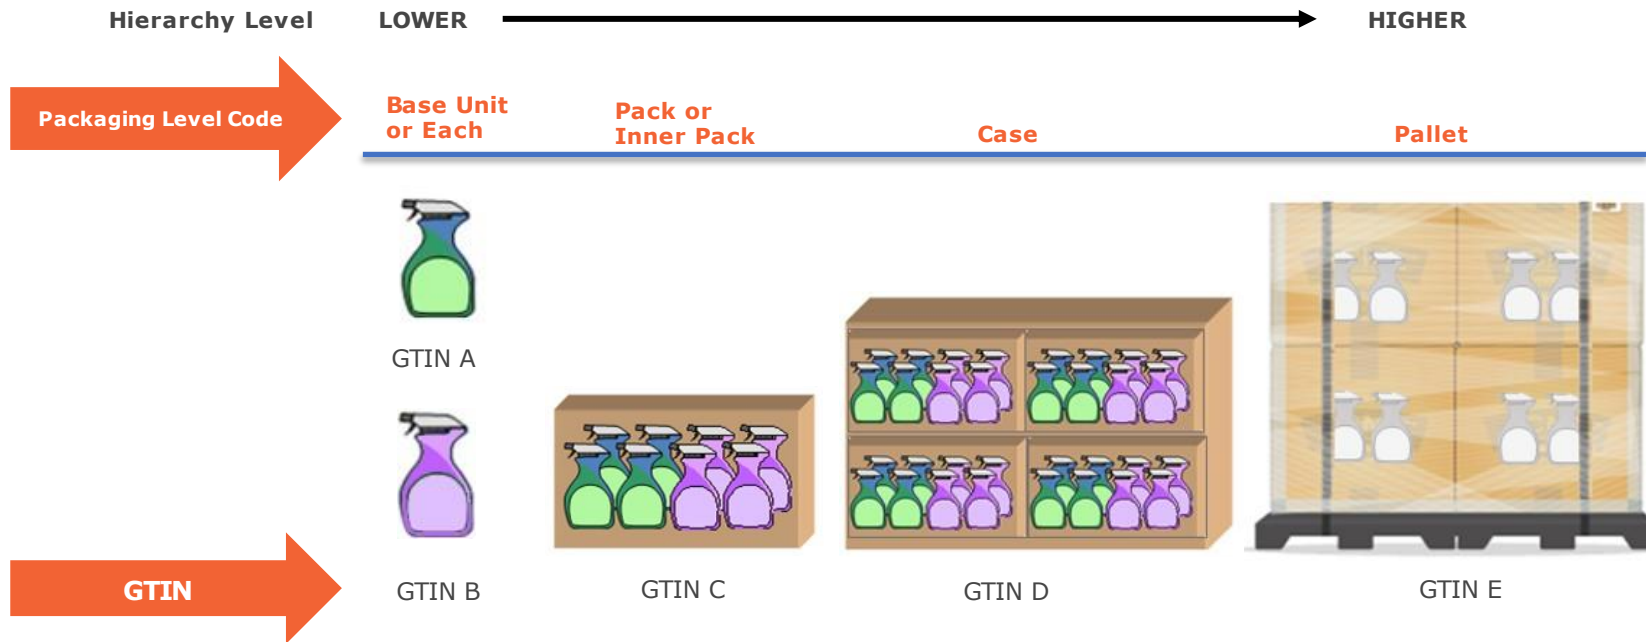 Hierarchy Level LOWER HIGHER
Packaging Level Code
Base Unit
or Each
Pack or
Inner Pack
Case
Pallet
GTIN A
GTIN
GTIN B
GTIN C
GTIN D
GTIN E